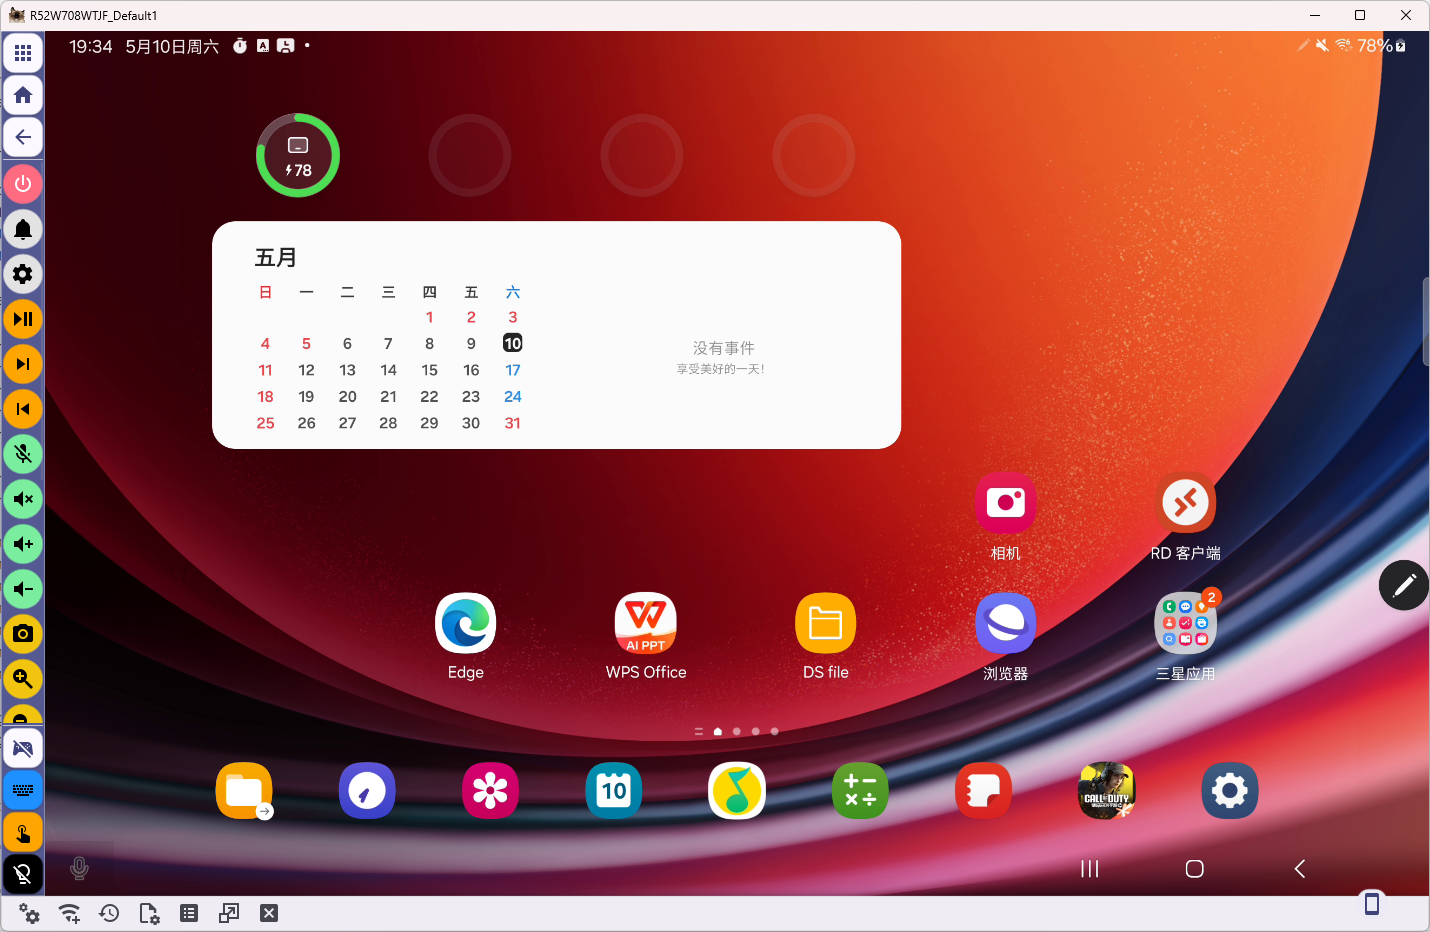 R52W708WTJF_Default1
19:34 5月10日周六
78%
78
五月
日 一 二 三 四 五 六
1 2 3
4 5 6 7 8 9 10
11 12 13 14 15 16 17
18 19 20 21 22 23 24
25 26 27 28 29 30 31
没有事件
享受美好的一天!
相机
RD 客户端
AI PPT
2
Edge
WPS Office
DS file
浏览器
三星应用
10
CALL OF DUTY